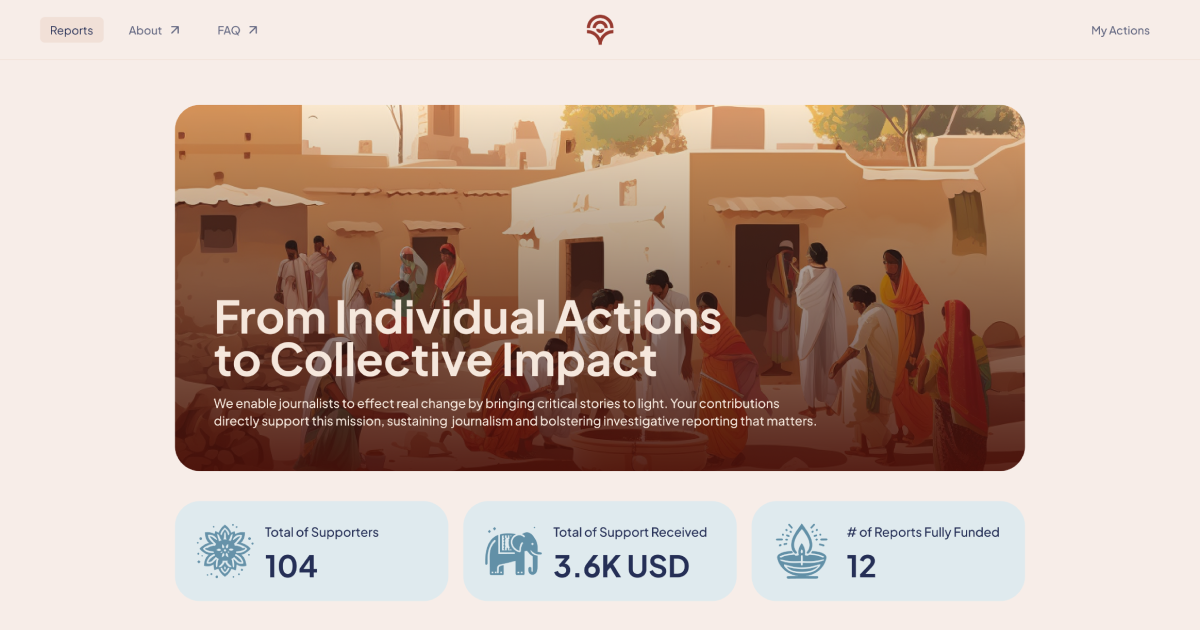 Reports
About
FAQ
My Actions
From Individual Actions
to Collective Impact
We enable journalists to effect real change by bringing critical stories to light. Your contributions
directly support this mission, sustaining journalism and bolstering investigative reporting that matters.
Total of Supporters
104
Total of Support Received
3.6K USD
# of Reports Fully Funded
12